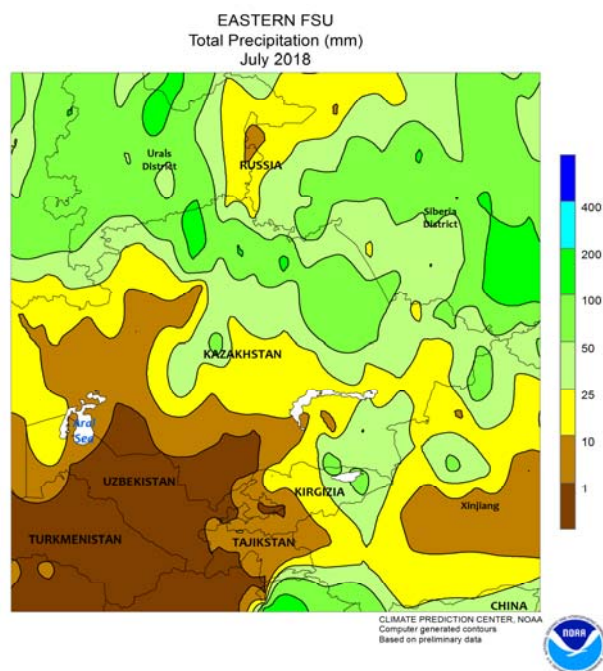 EASTERN FSU
Total Precipitation (mm)
July 2018
Urals
District
RUSSIA
Siberia
District
KAZAKHSTAN
Aral
Sea
UZBEKISTAN
KIRGIZIA
Xinjiang
TURKMENISTAN
TAJIKSTAN
CHINA
400
200
100
50
25
10
1
CLIMATE PREDICTION CENTER, NOAA
Computer generated contours
Based on preliminary data
NOAA